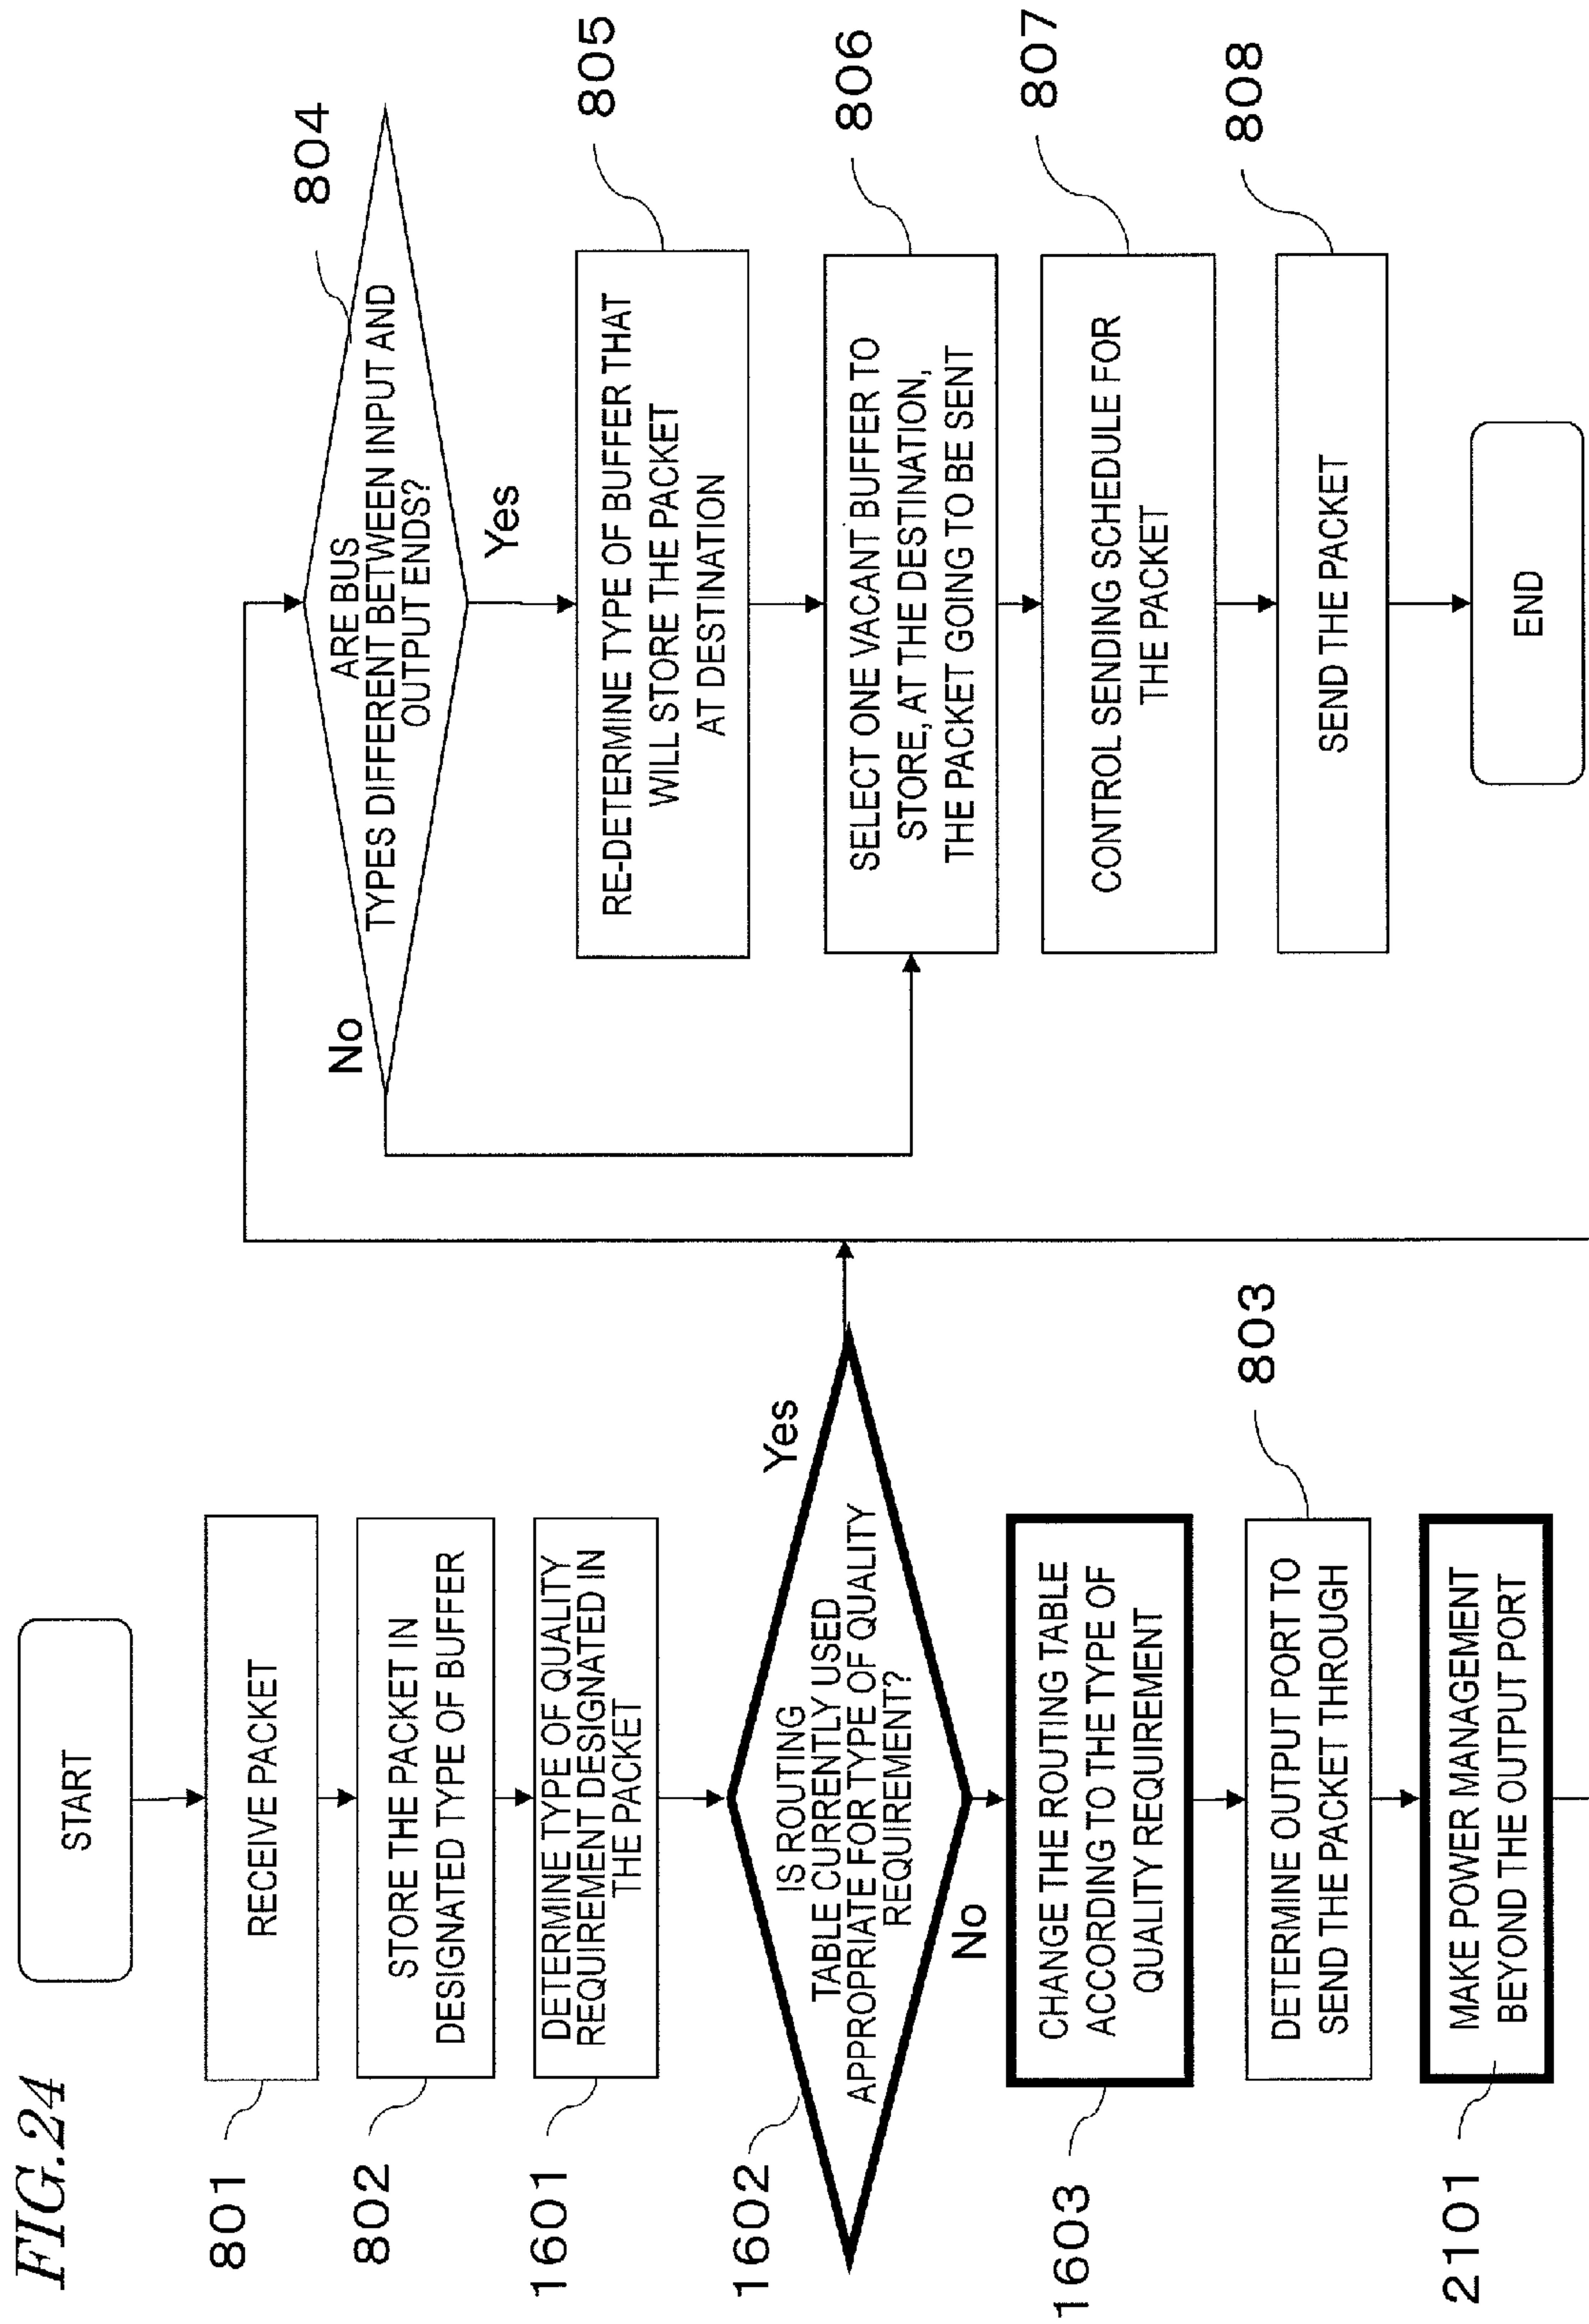 FIG.24
START
801
RECEIVE PACKET
802
STORE THE PACKET IN
DESIGNATED TYPE OF BUFFER
1601
DETERMINE TYPE OF QUALITY
REQUIREMENT DESIGNATED IN
THE PACKET
1602
IS ROUTING
TABLE CURRENTLY USED
APPROPRIATE FOR TYPE OF QUALITY
REQUIREMENT?
Yes
No
1603
CHANGE THE ROUTING TABLE
ACCORDING TO THE TYPE OF
QUALITY REQUIREMENT
803
DETERMINE OUTPUT PORT TO
SEND THE PACKET THROUGH
2101
MAKE POWER MANAGEMENT
BEYOND THE OUTPUT PORT
804
ARE BUS
TYPES DIFFERENT BETWEEN INPUT AND
OUTPUT ENDS?
No
Yes
805
RE-DETERMINE TYPE OF BUFFER THAT
WILL STORE THE PACKET
AT DESTINATION
806
SELECT ONE VACANT BUFFER TO
STORE, AT THE DESTINATION,
THE PACKET GOING TO BE SENT
807
CONTROL SENDING SCHEDULE FOR
THE PACKET
808
SEND THE PACKET
END